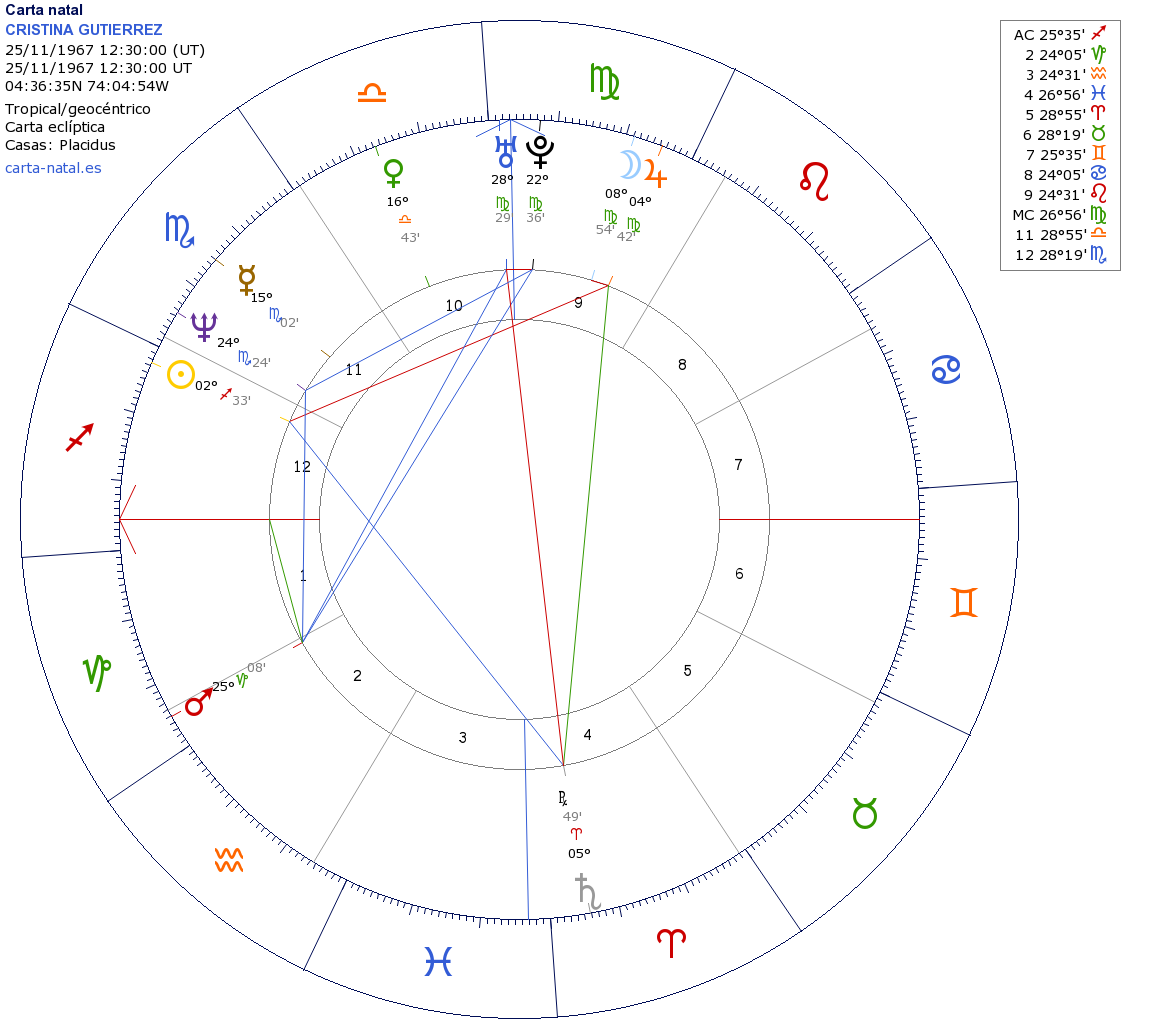 Carta natal
CRISTINA GUTIERREZ
25/11/1967 12:30:00 (UT)
25/11/1967 12:30:00 UT
04:36:35N 74:04:54W
Tropical/geocéntrico
Carta eclíptica
Casas: Placidus
carta-natal.es
AC 25°35' ♐
2 24°05' ♑
3 24°31' ♒
4 26°56' ♓
5 28°55' ♈
6 28°19' ♉
7 25°35' ♊
8 24°05' ♋
9 24°31' ♌
MC 26°56' ♍
11 28°55' ♎
12 28°19' ♏
♎
♍
♌
♏
♋
♐
♊
♑
♉
♒
♓
♈
♀ 16° ♎ 43'
♅ 28° ♍ 29'
♇ 22° ♍ 36'
☽ 08° ♍ 54'
♃ 04° ♍ 42'
☿ 15° ♏ 02'
♆ 24° ♏ 24'
☉ 02° ♐ 33'
♂ 25° ♑ 08'
℞ 49' ♈ 05° ♄
10
9
11
8
12
7
1
6
2
5
3
4